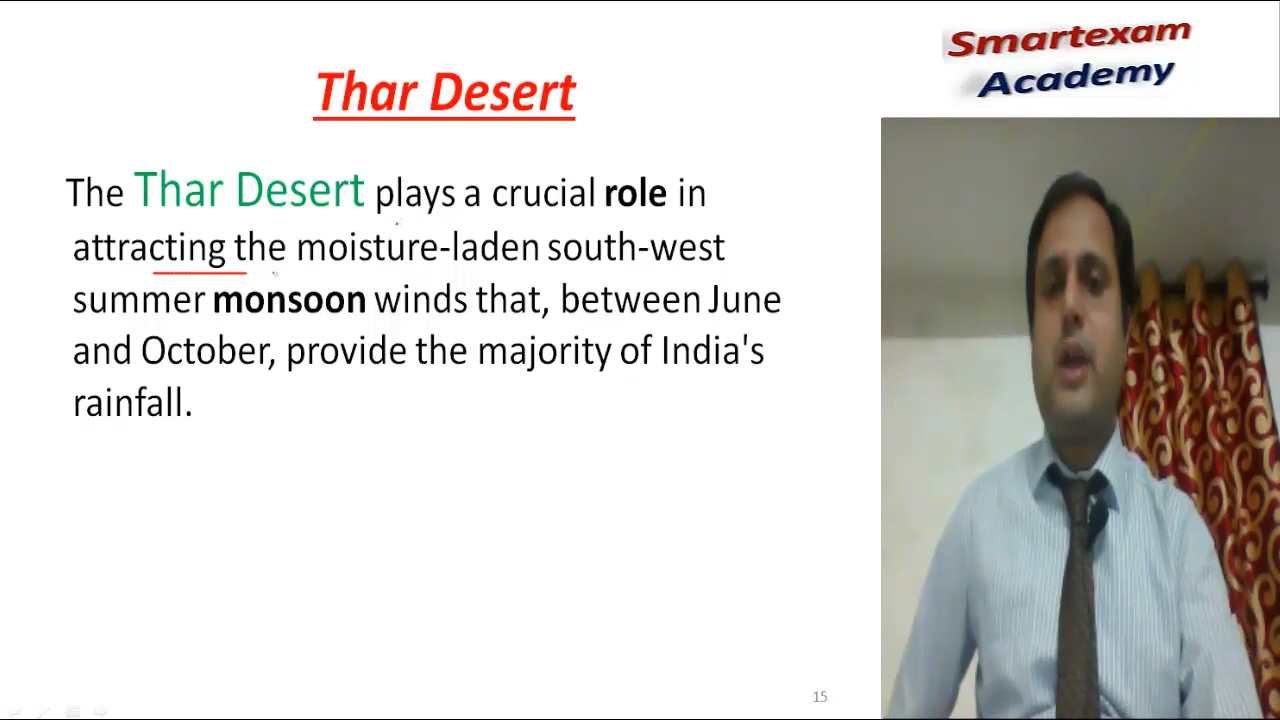 Smartexam
Academy
Thar Desert
The Thar Desert plays a crucial role in
attracting the moisture-laden south-west
summer monsoon winds that, between June
and October, provide the majority of India's
rainfall.
15